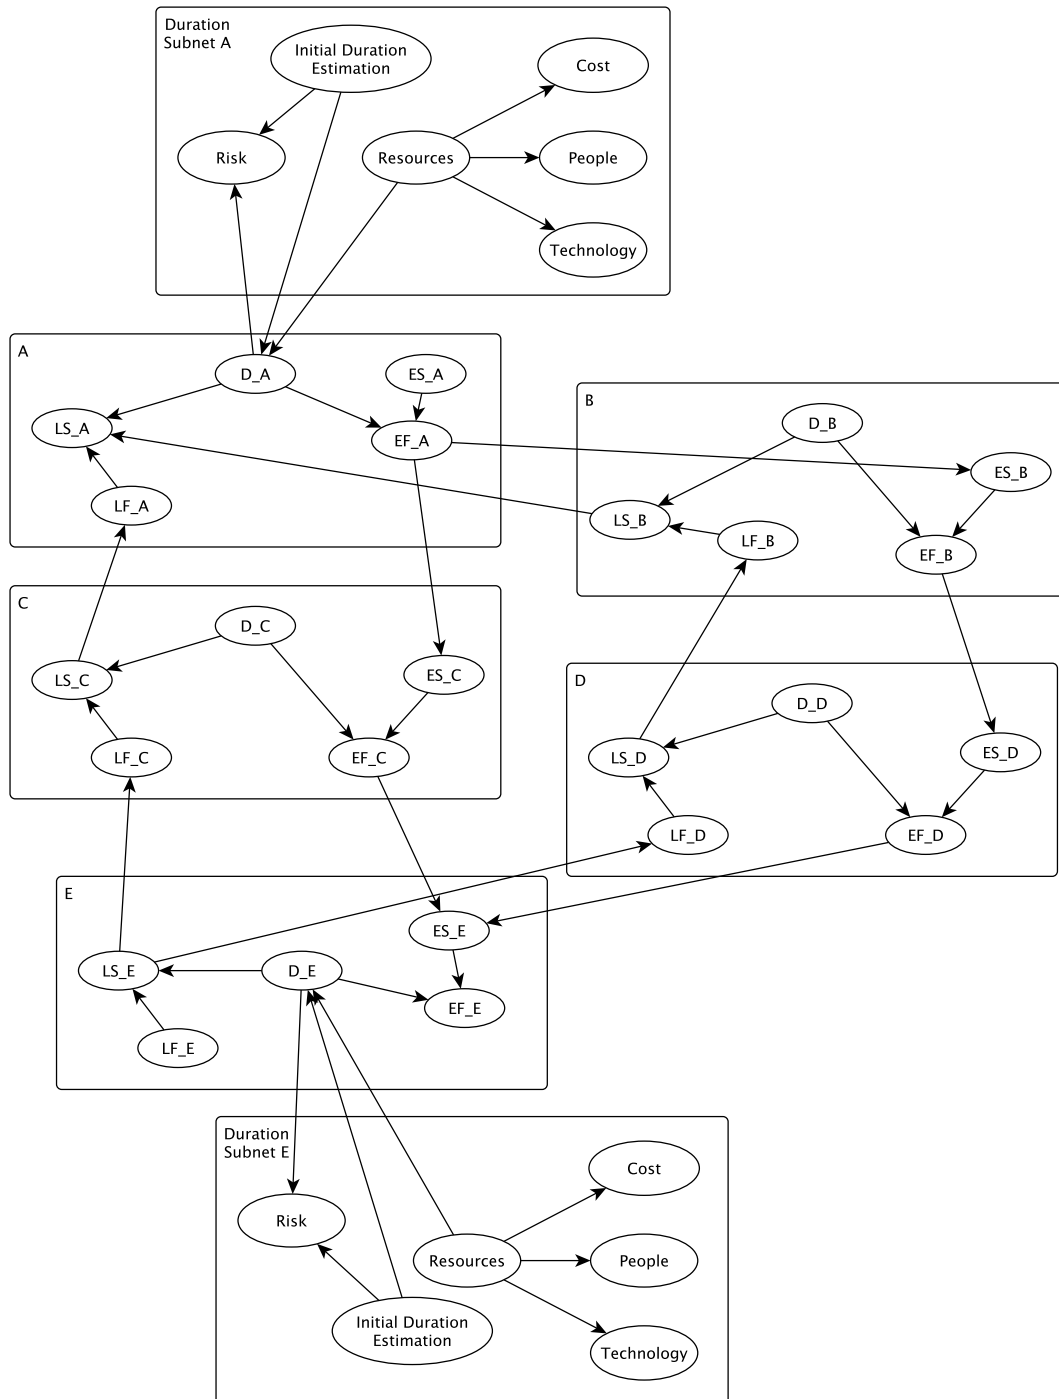 Duration
Subnet A
Initial Duration
Estimation
Cost
Risk
Resources
People
Technology
A
D_A
ES_A
LS_A
EF_A
LF_A
B
D_B
ES_B
LS_B
LF_B
EF_B
C
D_C
LS_C
ES_C
LF_C
EF_C
D
D_D
LS_D
ES_D
LF_D
EF_D
E
ES_E
LS_E
D_E
EF_E
LF_E
Duration
Subnet E
Cost
Risk
Resources
People
Initial Duration
Estimation
Technology